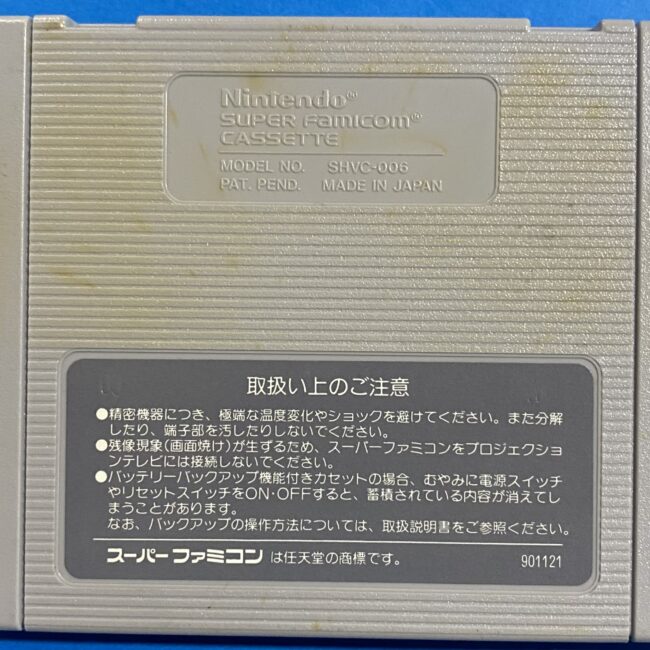 Nintendo®
SUPER FAMICOM®
CASSETTE
MODEL NO. SHVC-006
PAT. PEND. MADE IN JAPAN
取扱い上のご注意
●精密機器につき、極端な温度変化やショックを避けてください。また分解
したり、端子部を汚したりしないでください。
●残像現象(画面焼け)が生ずるため、スーパーファミコンをプロジェクショ
ンテレビには接続しないでください。
●バッテリーバックアップ機能付きカセットの場合、むやみに電源スイッチ
やリセットスイッチをON・OFFすると、蓄積されている内容が消えてし
まうことがあります。
なお、バックアップの操作方法については、取扱説明書をご参照ください。
スーパーファミコン は任天堂の商標です。 901121